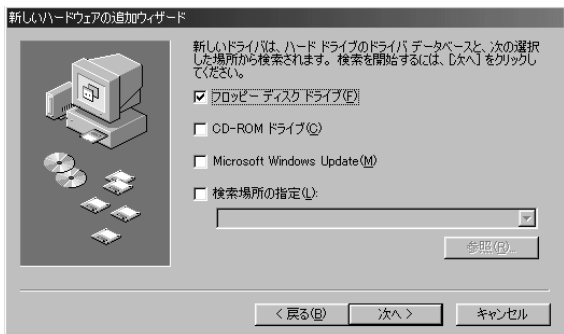 新しいハードウェアの追加ウィザード
新しいドライバは、ハード ドライブのドライバ データベースと、次の選択
した場所から検索されます。検索を開始するには、[次へ] をクリックし
てください。
フロッピー ディスク ドライブ(F)
CD-ROM ドライブ(C)
Microsoft Windows Update(M)
検索場所の指定(L):
参照(R)...
< 戻る(B)
次へ >
キャンセル